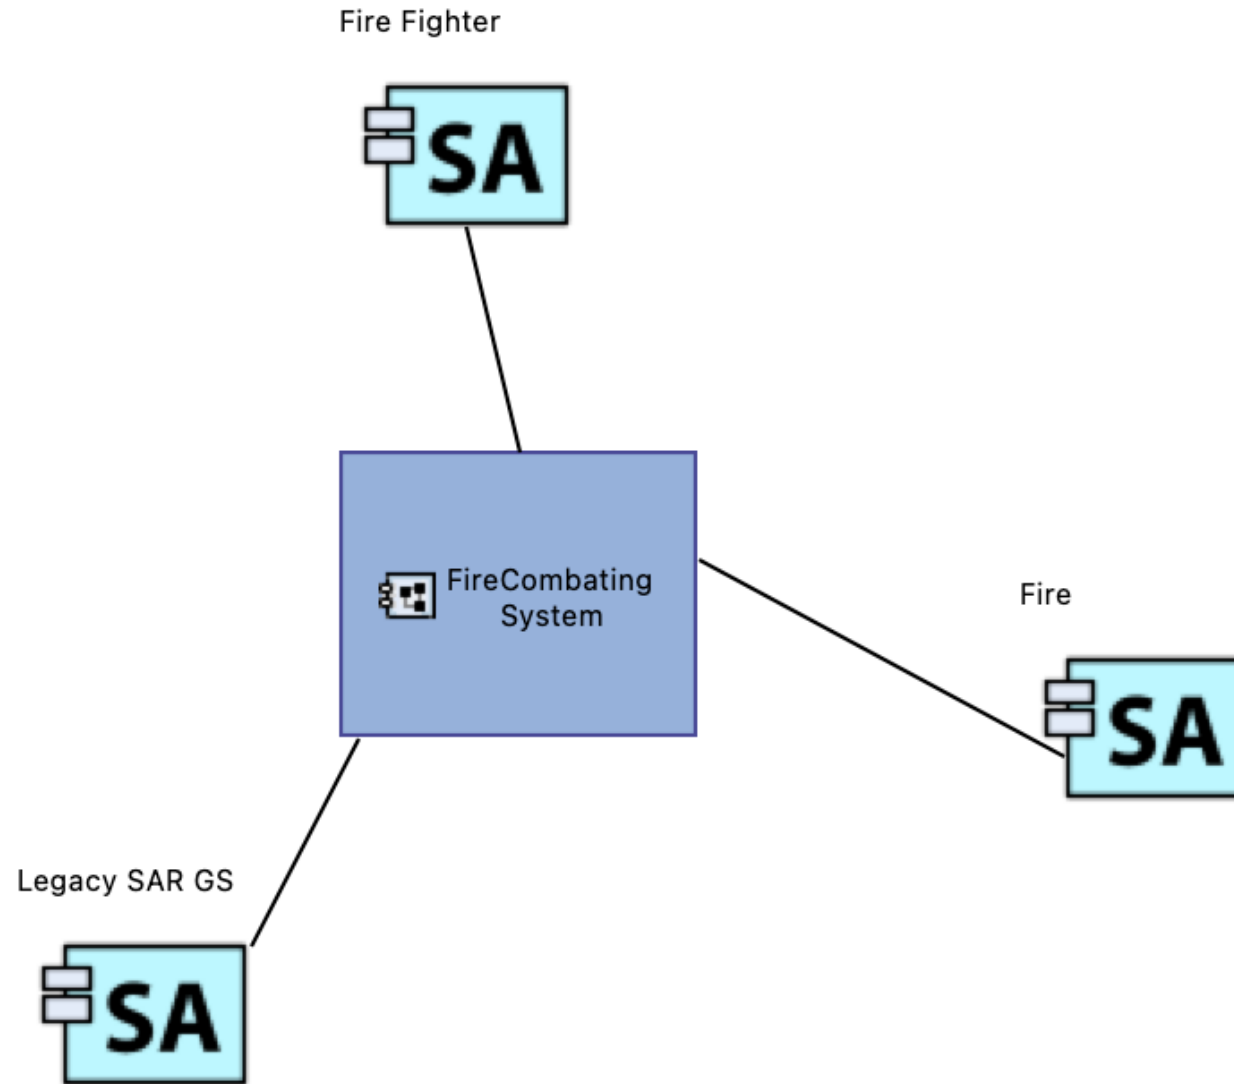 Fire Fighter
SA
FireCombating
System
Fire
SA
Legacy SAR GS
SA